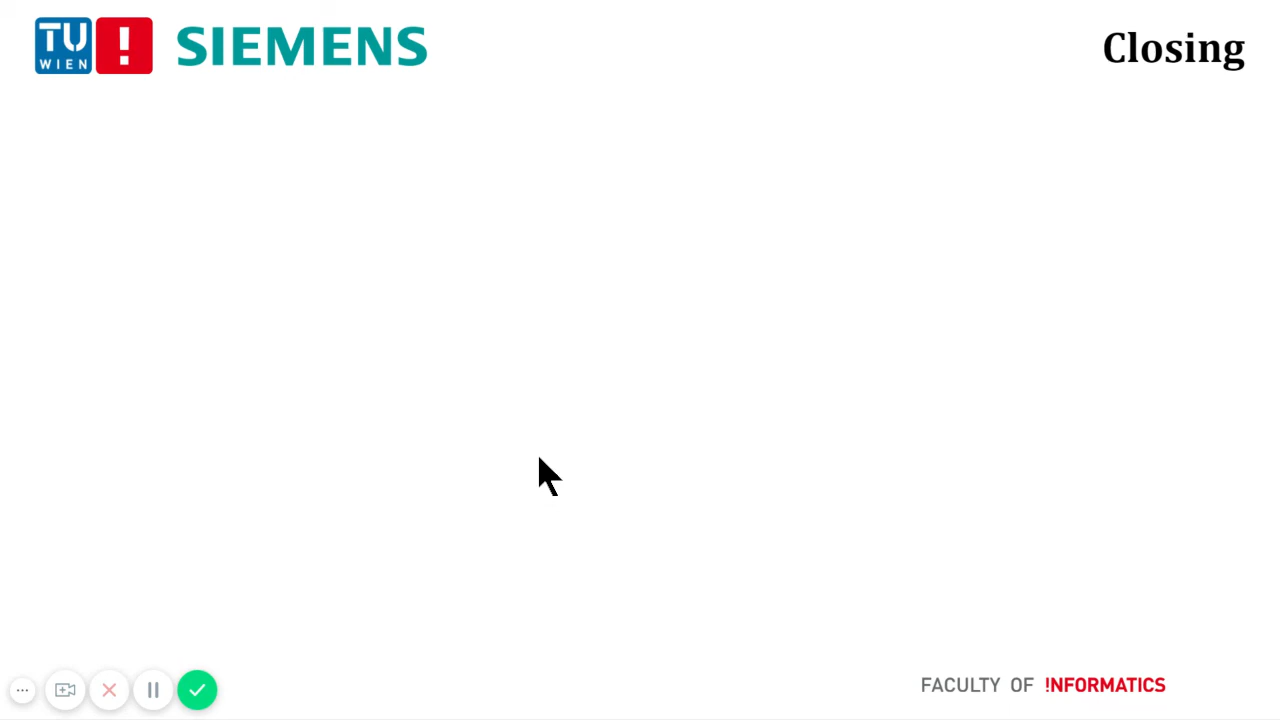 TU
WIEN
!
SIEMENS
Closing
FACULTY OF !NFORMATICS